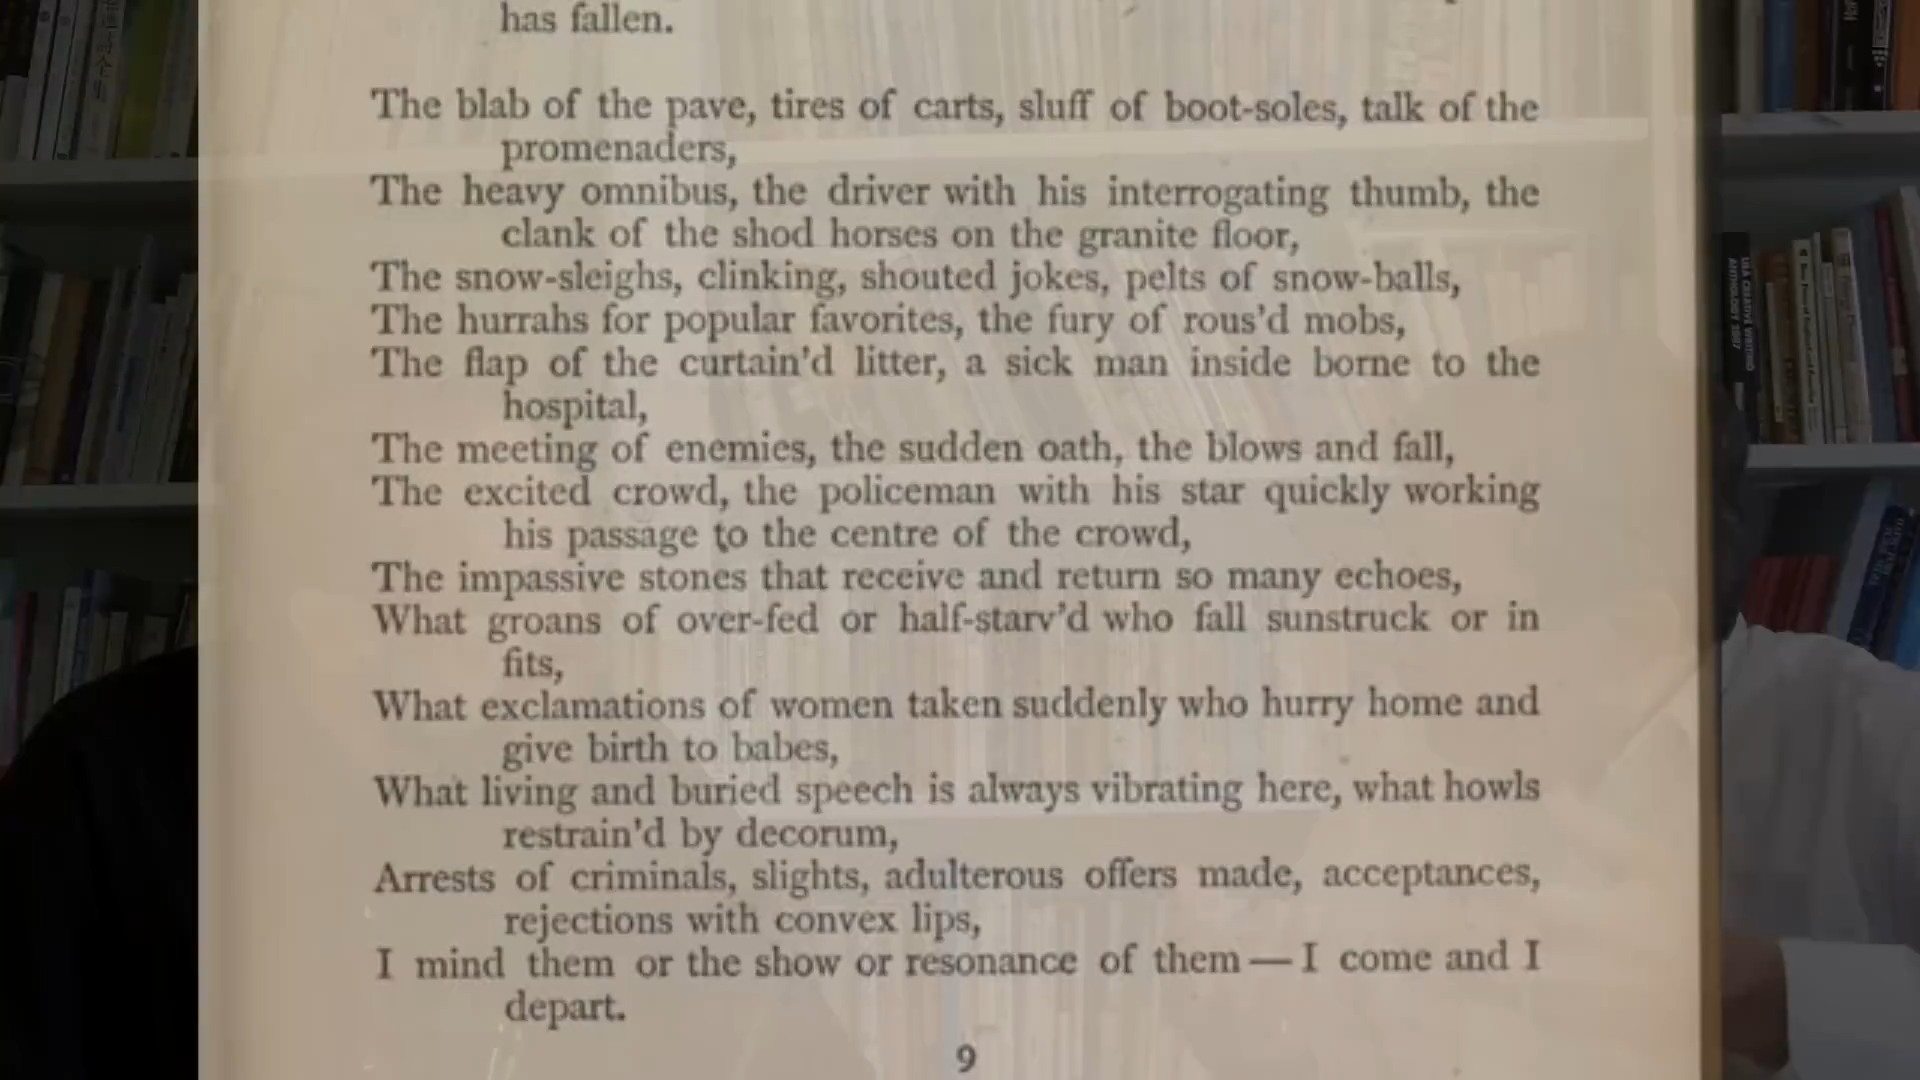 has fallen.
The blab of the pave, tires of carts, sluff of boot-soles, talk of the
promenaders,
The heavy omnibus, the driver with his interrogating thumb, the
clank of the shod horses on the granite floor,
The snow-sleighs, clinking, shouted jokes, pelts of snow-balls,
The hurrahs for popular favorites, the fury of rous'd mobs,
The flap of the curtain'd litter, a sick man inside borne to the
hospital,
The meeting of enemies, the sudden oath, the blows and fall,
The excited crowd, the policeman with his star quickly working
his passage to the centre of the crowd,
The impassive stones that receive and return so many echoes,
What groans of over-fed or half-starv'd who fall sunstruck or in
fits,
What exclamations of women taken suddenly who hurry home and
give birth to babes,
What living and buried speech is always vibrating here, what howls
restrain'd by decorum,
Arrests of criminals, slights, adulterous offers made, acceptances,
rejections with convex lips,
I mind them or the show or resonance of them — I come and I
depart.
9
UEA CREATIVE WRITING
ANTHOLOGY 2007